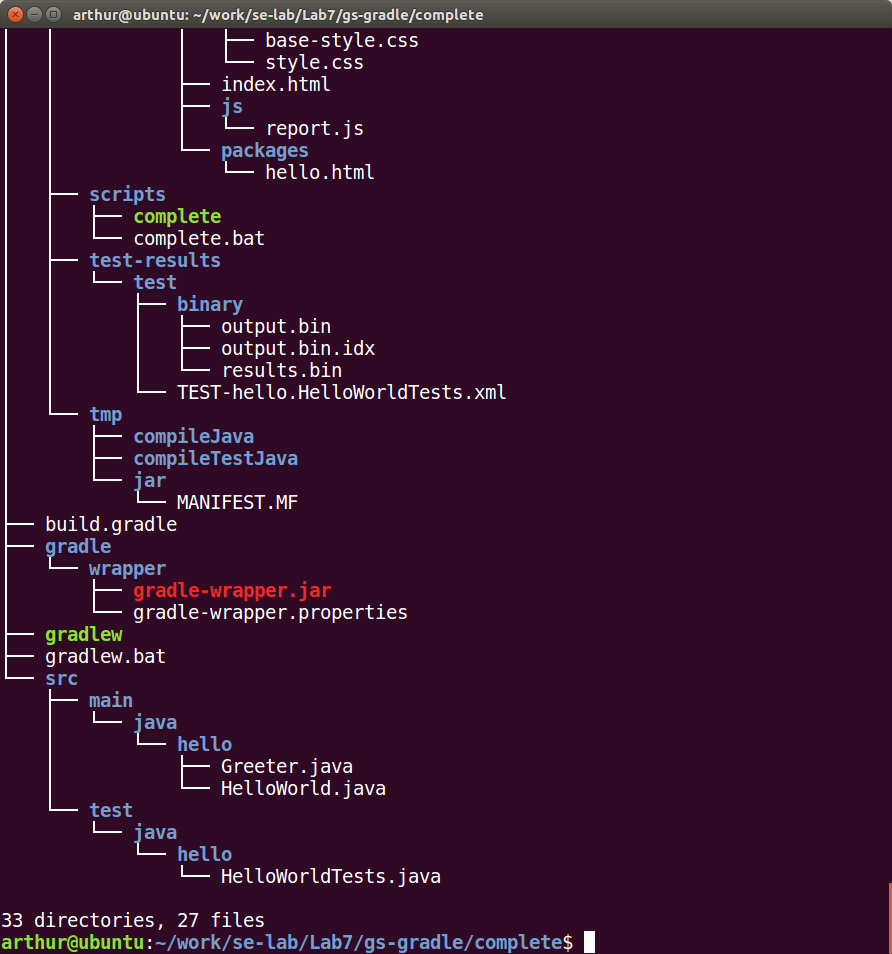 arthur@ubuntu: ~/work/se-lab/Lab7/gs-gradle/complete
base-style.css
style.css
index.html
js
report.js
packages
hello.html
scripts
complete
complete.bat
test-results
test
binary
output.bin
output.bin.idx
results.bin
TEST-hello.HelloWorldTests.xml
tmp
compileJava
compileTestJava
jar
MANIFEST.MF
build.gradle
gradle
wrapper
gradle-wrapper.jar
gradle-wrapper.properties
gradlew
gradlew.bat
src
main
java
hello
Greeter.java
HelloWorld.java
test
java
hello
HelloWorldTests.java
33 directories, 27 files
arthur@ubuntu:~/work/se-lab/Lab7/gs-gradle/complete$